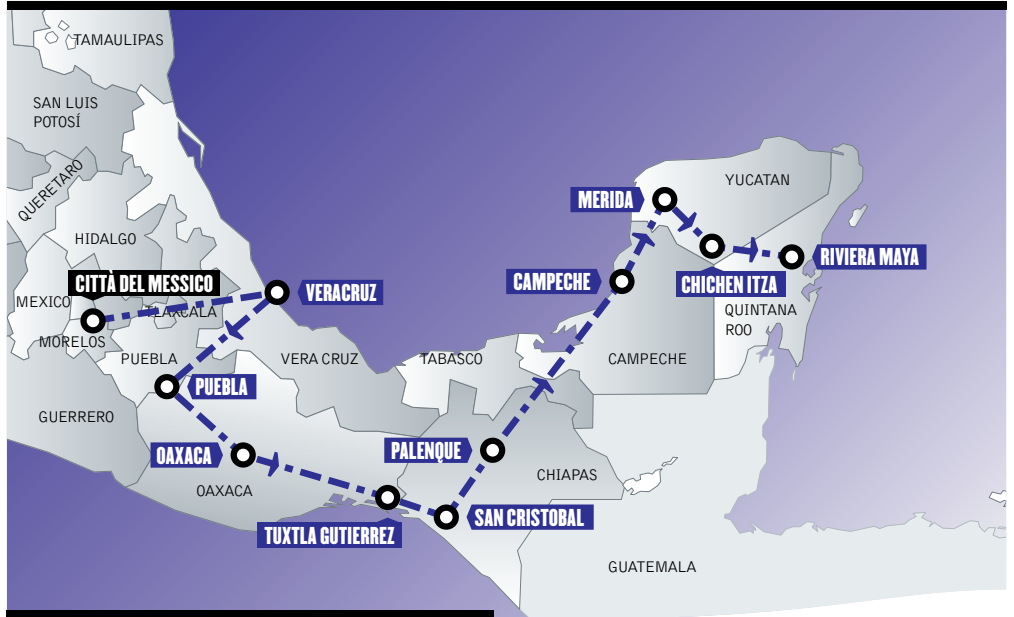 TAMAULIPAS
SAN LUIS
POTOSÍ
QUERETARO
HIDALGO
CITTÀ DEL MESSICO
MEXICO
TLAXCALA
MORELOS
PUEBLA
GUERRERO
VERACRUZ
VERA CRUZ
PUEBLA
OAXACA
OAXACA
TUXTLA GUTIERREZ
TABASCO
PALENQUE
SAN CRISTOBAL
CHIAPAS
GUATEMALA
CAMPECHE
CAMPECHE
MERIDA
YUCATAN
CHICHEN ITZA
RIVIERA MAYA
QUINTANA
ROO